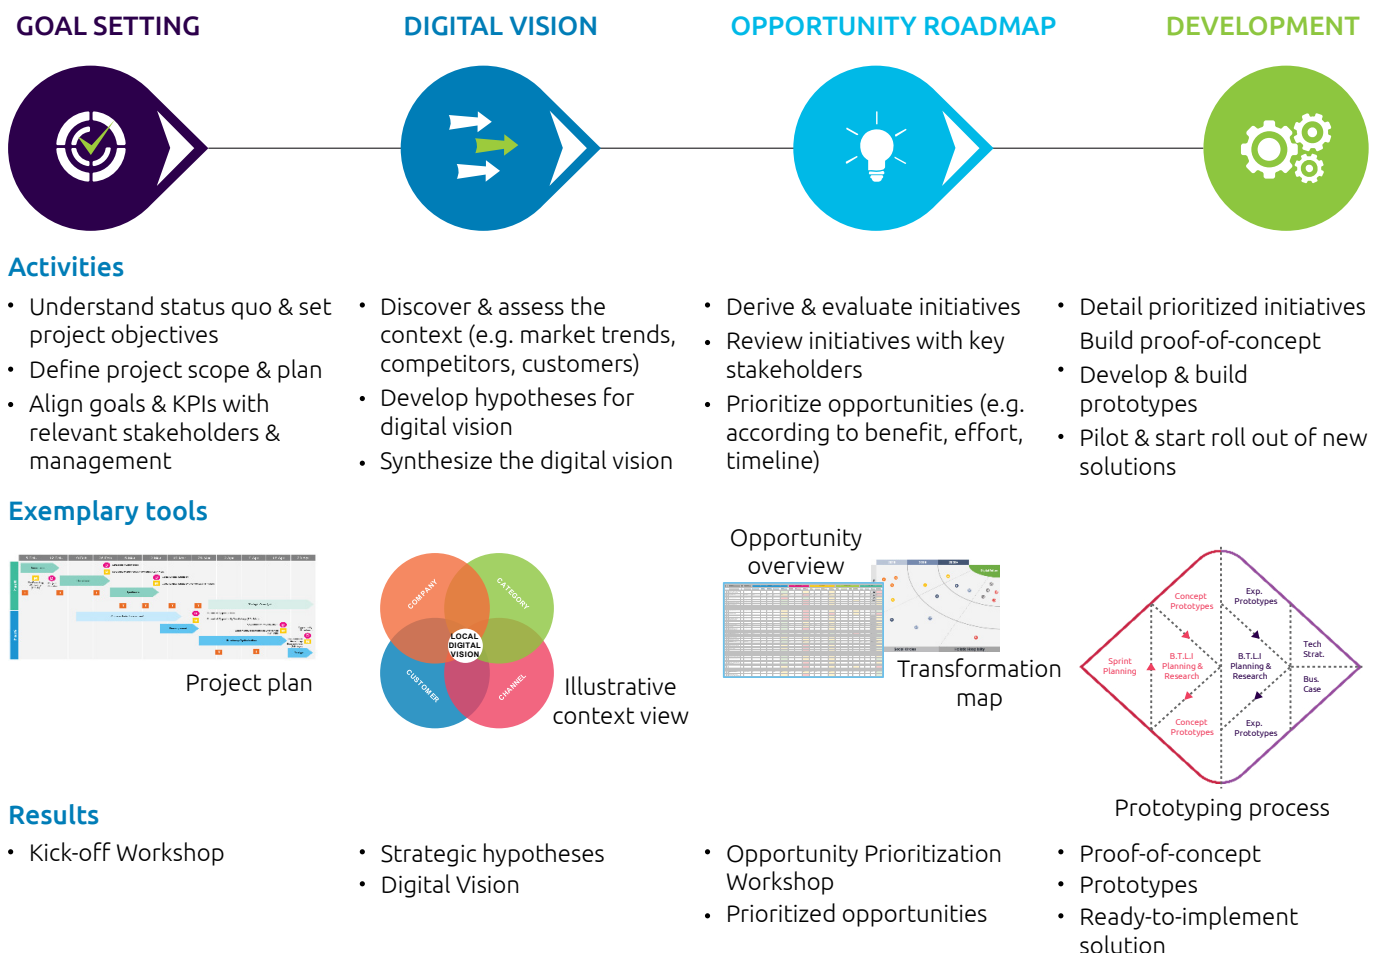 GOAL SETTING
DIGITAL VISION
OPPORTUNITY ROADMAP
DEVELOPMENT
Activities
• Understand status quo & set
project objectives
• Define project scope & plan
• Align goals & KPIs with
relevant stakeholders &
management
• Discover & assess the
context (e.g. market trends,
competitors, customers)
• Develop hypotheses for
digital vision
• Synthesize the digital vision
• Derive & evaluate initiatives
• Review initiatives with key
stakeholders
• Prioritize opportunities (e.g.
according to benefit, effort,
timeline)
• Detail prioritized initiatives
Build proof-of-concept
• Develop & build
prototypes
• Pilot & start roll out of new
solutions
Exemplary tools
Project plan
COMPANY
CATEGORY
LOCAL
DIGITAL
VISION
CUSTOMER
CHANNEL
Illustrative
context view
Opportunity
overview
Transformation
map
Concept
Prototypes
Exp.
Prototypes
Sprint
Planning
B.T.L.I
Planning &
Research
B.T.L.I
Planning &
Research
Tech
Strat.
Bus.
Case
Concept
Prototypes
Exp.
Prototypes
Prototyping process
Results
• Kick-off Workshop
• Strategic hypotheses
• Digital Vision
• Opportunity Prioritization
Workshop
• Prioritized opportunities
• Proof-of-concept
• Prototypes
• Ready-to-implement
solution